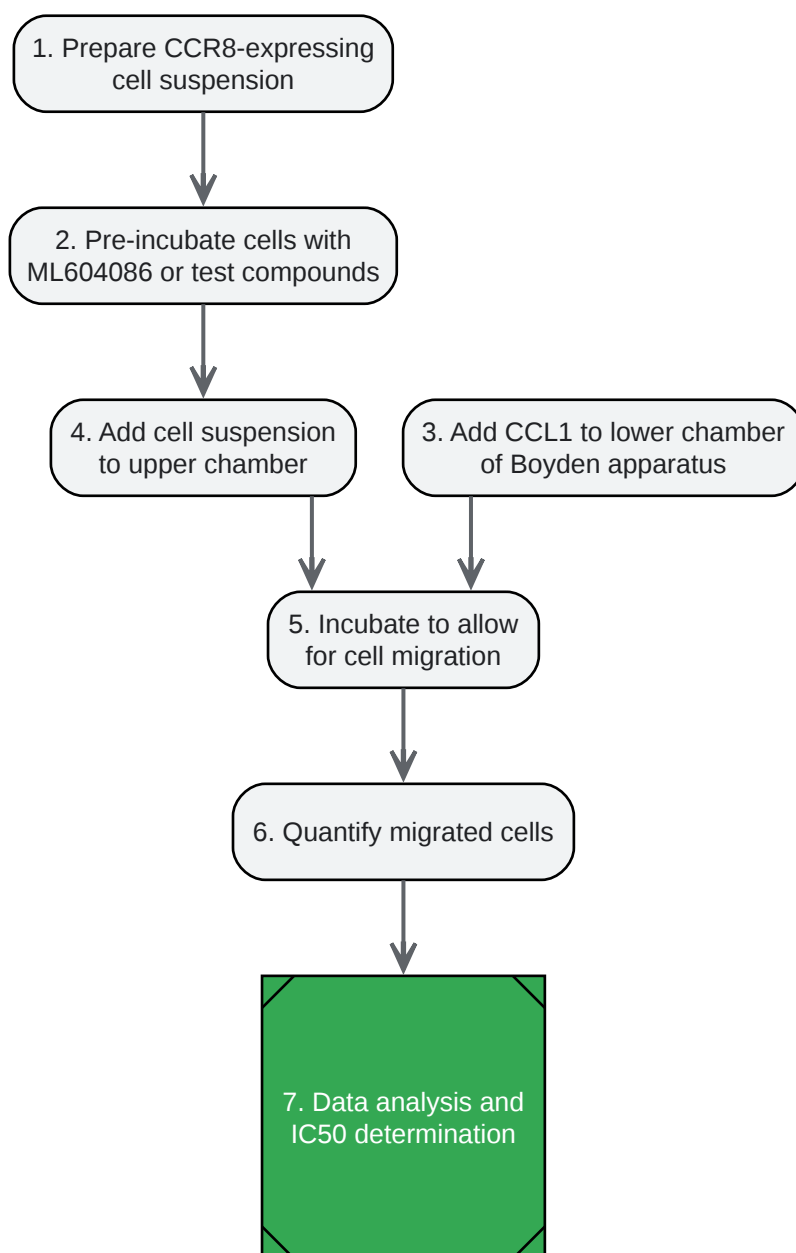 1. Prepare CCR8-expressing
cell suspension
2. Pre-incubate cells with
ML604086 or test compounds
4. Add cell suspension
to upper chamber
3. Add CCL1 to lower chamber
of Boyden apparatus
5. Incubate to allow
for cell migration
6. Quantify migrated cells
7. Data analysis and
IC50 determination